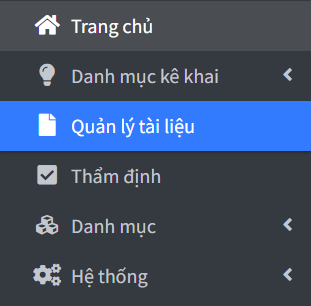 Trang chủ
Danh mục kê khai
Quản lý tài liệu
Thẩm định
Danh mục
Hệ thống